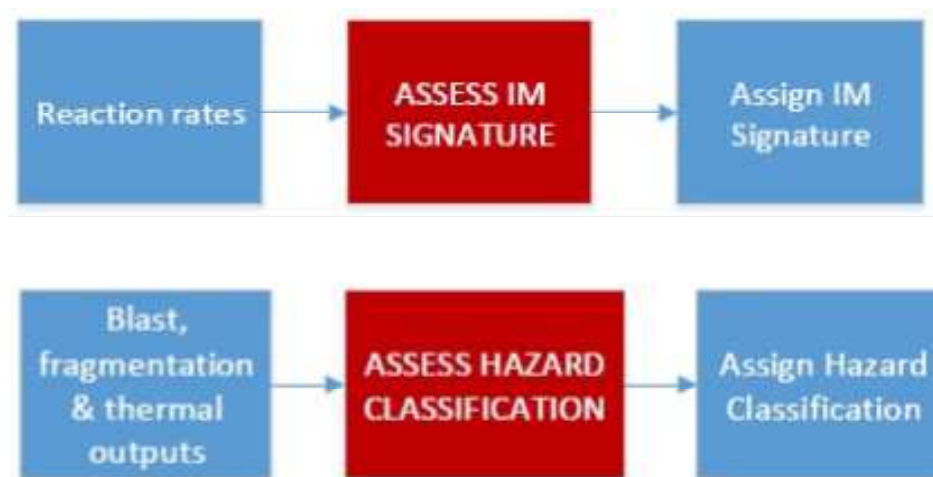 Reaction rates
ASSESS IM
SIGNATURE
Assign IM
Signature
Blast,
fragmentation
& thermal
outputs
ASSESS HAZARD
CLASSIFICATION
Assign Hazard
Classification